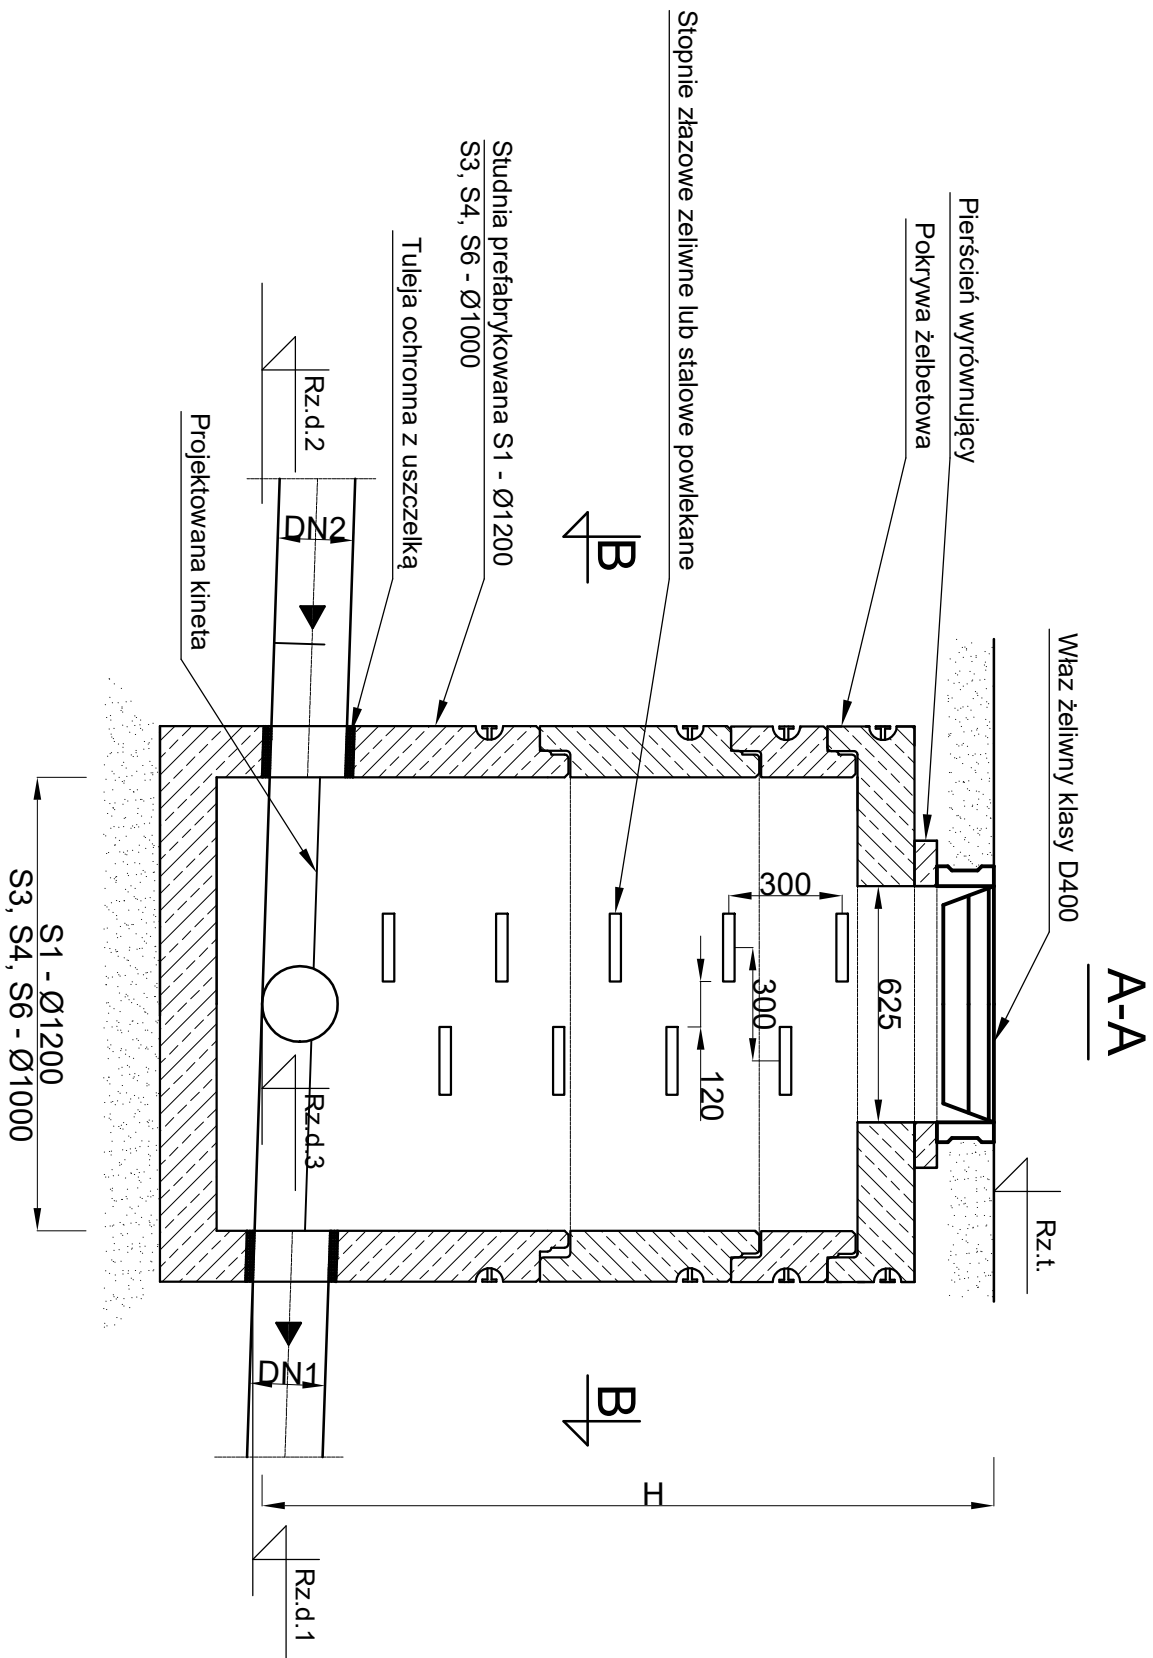 A-A
Właz żeliwny klasy D400
Pierścień wyrównujący
Pokrywa żelbetowa
Rz.t.
625
300
300
120
Stopnie złazowe zeliwne lub stalowe powlekane
B
B
H
Studnia prefabrykowana S1 - Ø1200
S3, S4, S6 - Ø1000
Tuleja ochronna z uszczelką
Rz.d.2
DN2
Rz.d.3
DN1
Rz.d.1
Projektowana kineta
S1 - Ø1200
S3, S4, S6 - Ø1000